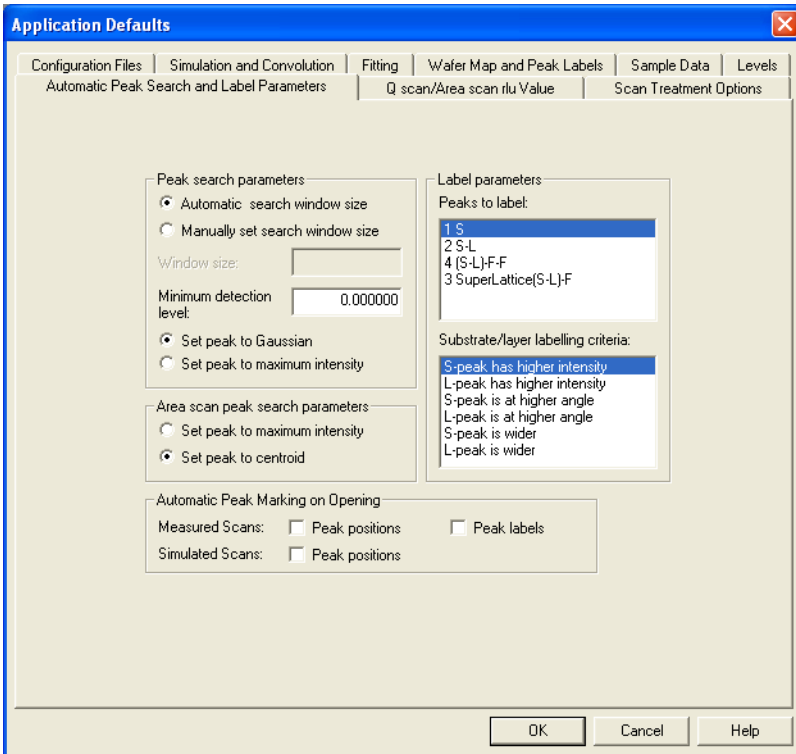 Application Defaults
Configuration Files
Simulation and Convolution
Fitting
Wafer Map and Peak Labels
Sample Data
Levels
Automatic Peak Search and Label Parameters
Q scan/Area scan rlu Value
Scan Treatment Options
Peak search parameters
Automatic search window size
Manually set search window size
Window size:
Minimum detection
level:
0.000000
Set peak to Gaussian
Set peak to maximum intensity
Area scan peak search parameters
Set peak to maximum intensity
Set peak to centroid
Label parameters
Peaks to label:
1 S
2 S-L
4 (S-L)-F-F
3 SuperLattice(S-L)-F
Substrate/layer labelling criteria:
S-peak has higher intensity
L-peak has higher intensity
S-peak is at higher angle
L-peak is at higher angle
S-peak is wider
L-peak is wider
Automatic Peak Marking on Opening
Measured Scans: Peak positions Peak labels
Simulated Scans: Peak positions
OK
Cancel
Help